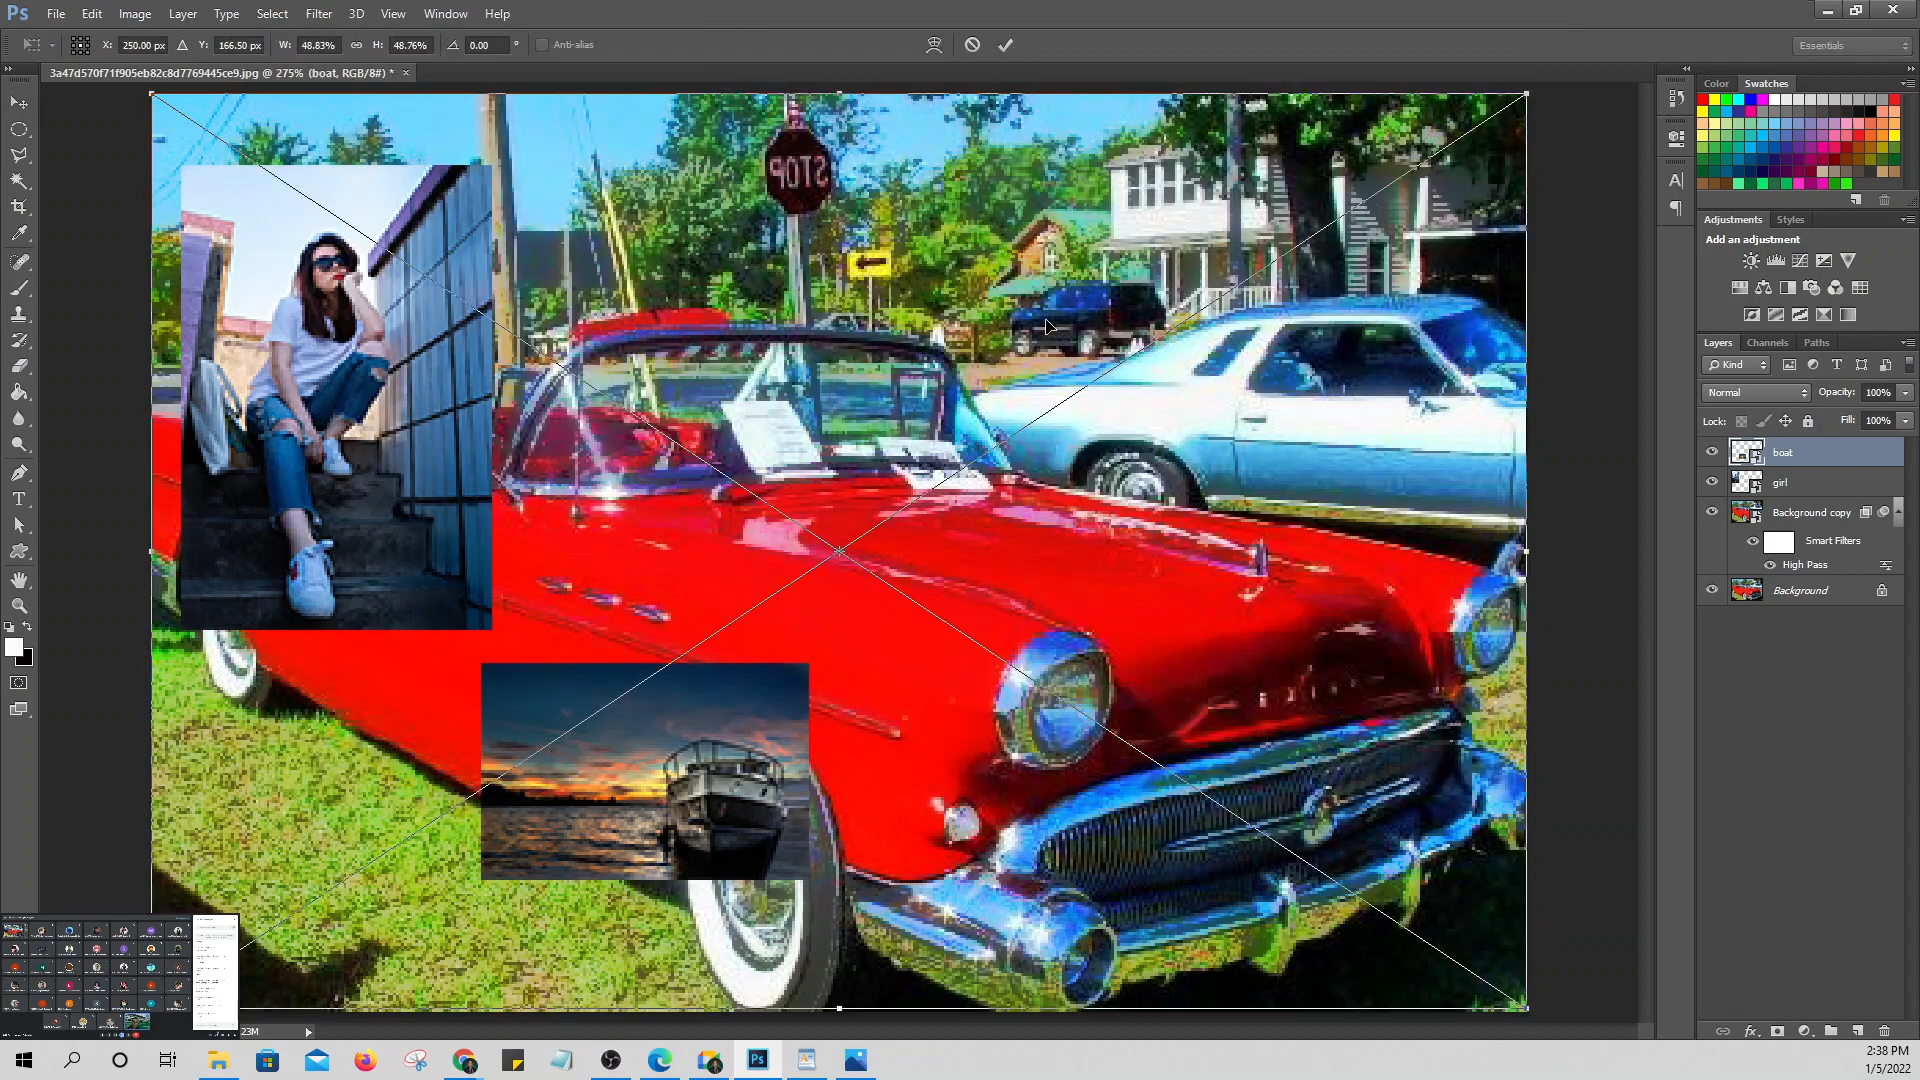 Ps File Edit Image Layer Type Select Filter 3D View Window Help
X: 250.00 px Y: 166.50 px W: 48.83% H: 48.76% 0.00 ° Anti-alias Essentials
3a47d570f71f905eb82c8d7769445ce9.jpg @ 275% (boat, RGB/8#) * ×
Color Swatches
STOP
Adjustments Styles
Add an adjustment
Layers Channels Paths
Kind
Normal Opacity: 100%
Lock: Fill: 100%
boat
girl
Background copy
Smart Filters
High Pass
Background
23M
2:38 PM
1/5/2022